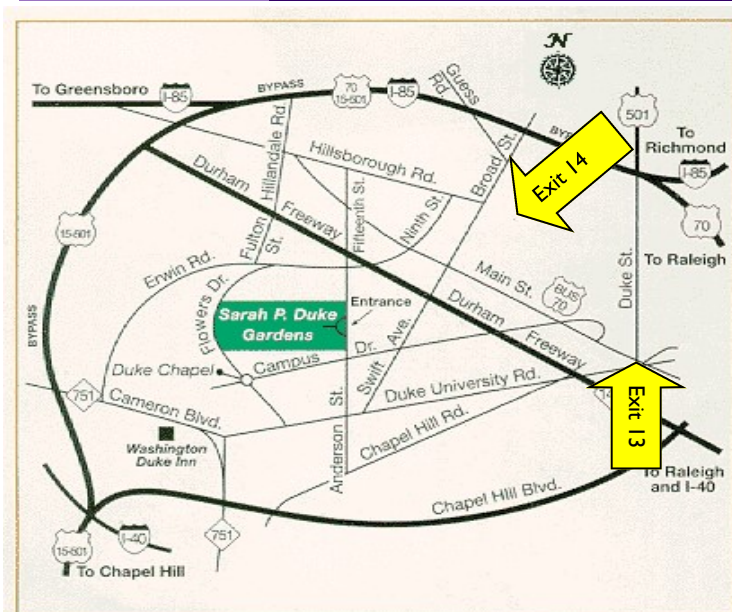 N
To Greensboro
I-85
BYPASS
70
15-501
I-85
Guess
Rd.
501
To
Richmond
I-85
70
To Raleigh
Exit 14
Hillandale Rd.
Hillsborough Rd.
Broad St.
Durham
Freeway
Fulton
St.
Fifteenth St.
Ninth St.
15-501
BYPASS
Erwin Rd.
Flowers Dr.
Main St.
BUS
70
Duke St.
Sarah P. Duke
Gardens
Entrance
Durham
Freeway
Duke Chapel
Campus
Dr.
Swift
Ave.
Duke University Rd.
751
Cameron Blvd.
Washington
Duke Inn
Anderson
St.
Chapel Hill Rd.
Exit 13
To Raleigh
and I-40
Chapel Hill Blvd.
751
I-40
15-501
To Chapel Hill